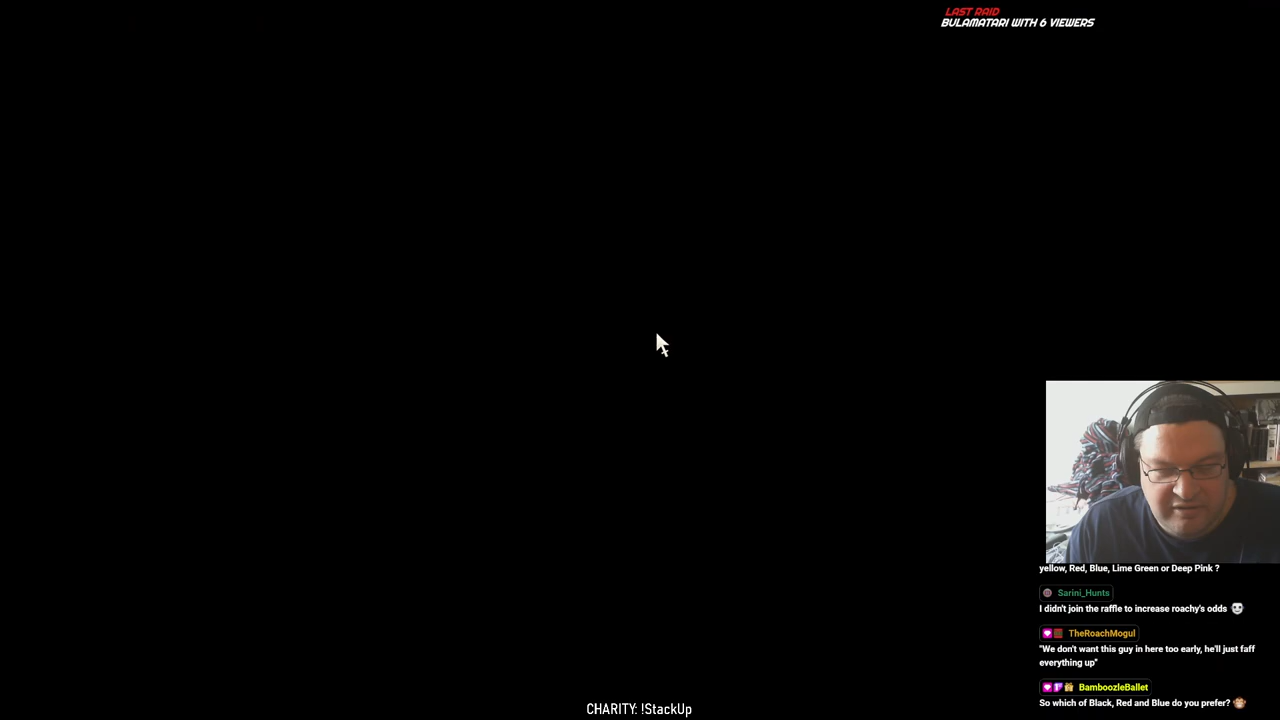 LAST RAID
BULAMATARI WITH 6 VIEWERS
yellow, Red, Blue, Lime Green or Deep Pink ?
Sarini_Hunts
I didn't join the raffle to increase roachy's odds
TheRoachMogul
"We don't want this guy in here too early, he'll just faff
everything up"
BamboozleBallet
So which of Black, Red and Blue do you prefer?
CHARITY: !StackUp